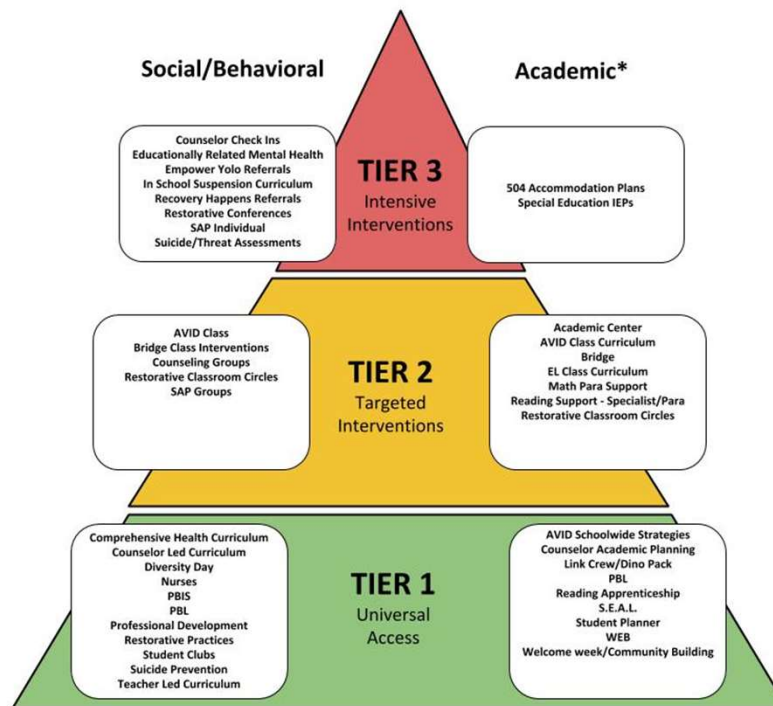 Social/Behavioral
Academic*
Counselor Check Ins
Educationally Related Mental Health
Empower Yolo Referrals
In School Suspension Curriculum
Recovery Happens Referrals
Restorative Conferences
SAP Individual
Suicide/Threat Assessments
TIER 3
Intensive
Interventions
504 Accommodation Plans
Special Education IEPs
AVID Class
Bridge Class Interventions
Counseling Groups
Restorative Classroom Circles
SAP Groups
TIER 2
Targeted
Interventions
Academic Center
AVID Class Curriculum
Bridge
EL Class Curriculum
Math Para Support
Reading Support - Specialist/Para
Restorative Classroom Circles
Comprehensive Health Curriculum
Counselor Led Curriculum
Diversity Day
Nurses
PBIS
PBL
Professional Development
Restorative Practices
Student Clubs
Suicide Prevention
Teacher Led Curriculum
TIER 1
Universal
Access
AVID Schoolwide Strategies
Counselor Academic Planning
Link Crew/Dino Pack
PBL
Reading Apprenticeship
S.E.A.L.
Student Planner
WEB
Welcome week/Community Building